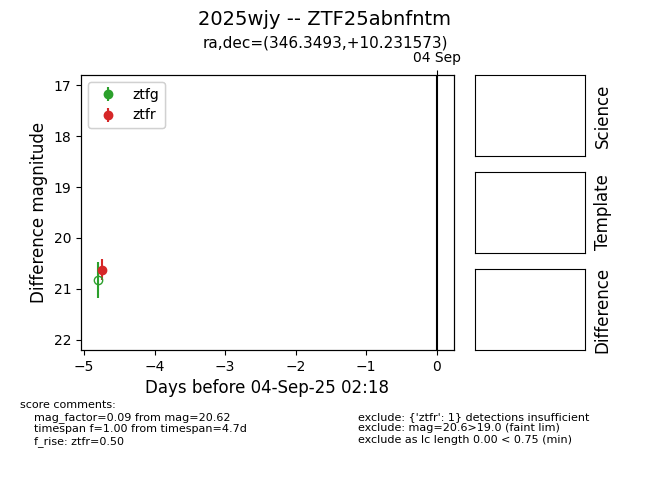 2025wjy -- ZTF25abnfntm
ra,dec=(346.3493,+10.231573)
04 Sep
ztfg
ztfr
17
18
19
20
21
22
Difference magnitude
−5
−4
−3
−2
−1
0
Days before 04-Sep-25 02:18
Science
Template
Difference
score comments:
mag_factor=0.09 from mag=20.62
timespan f=1.00 from timespan=4.7d
f_rise: ztfr=0.50
exclude: {'ztfr': 1} detections insufficient
exclude: mag=20.6>19.0 (faint lim)
exclude as lc length 0.00 < 0.75 (min)